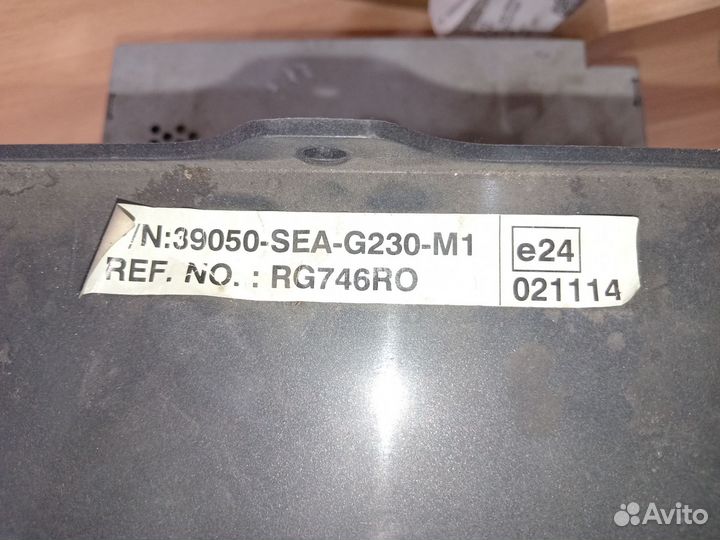 /N:39050-SEA-G230-M1
REF. NO. : RG746RO
e24
021114
Avito